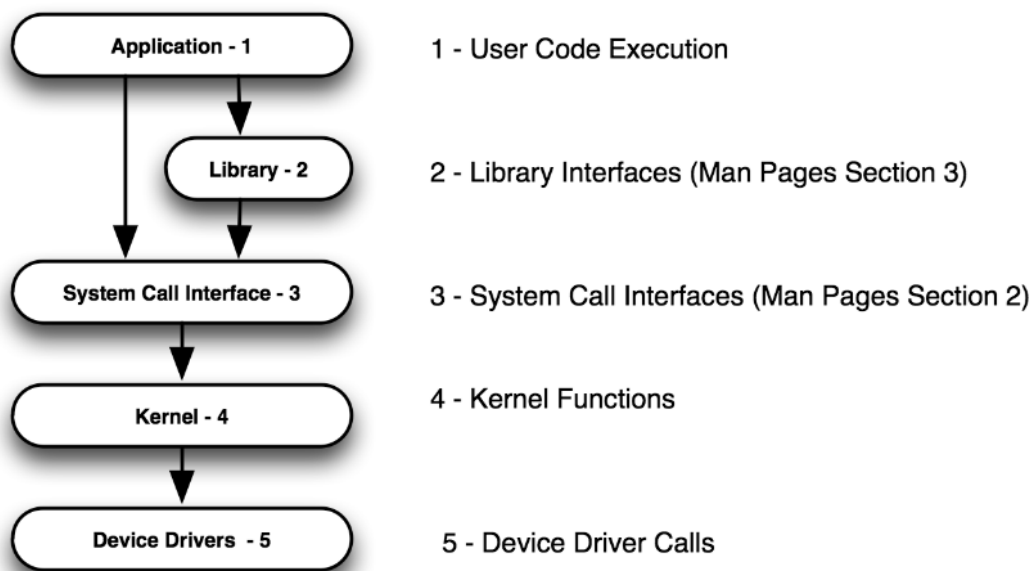 Application - 1
1 - User Code Execution
Library - 2
2 - Library Interfaces (Man Pages Section 3)
System Call Interface - 3
3 - System Call Interfaces (Man Pages Section 2)
Kernel - 4
4 - Kernel Functions
Device Drivers - 5
5 - Device Driver Calls